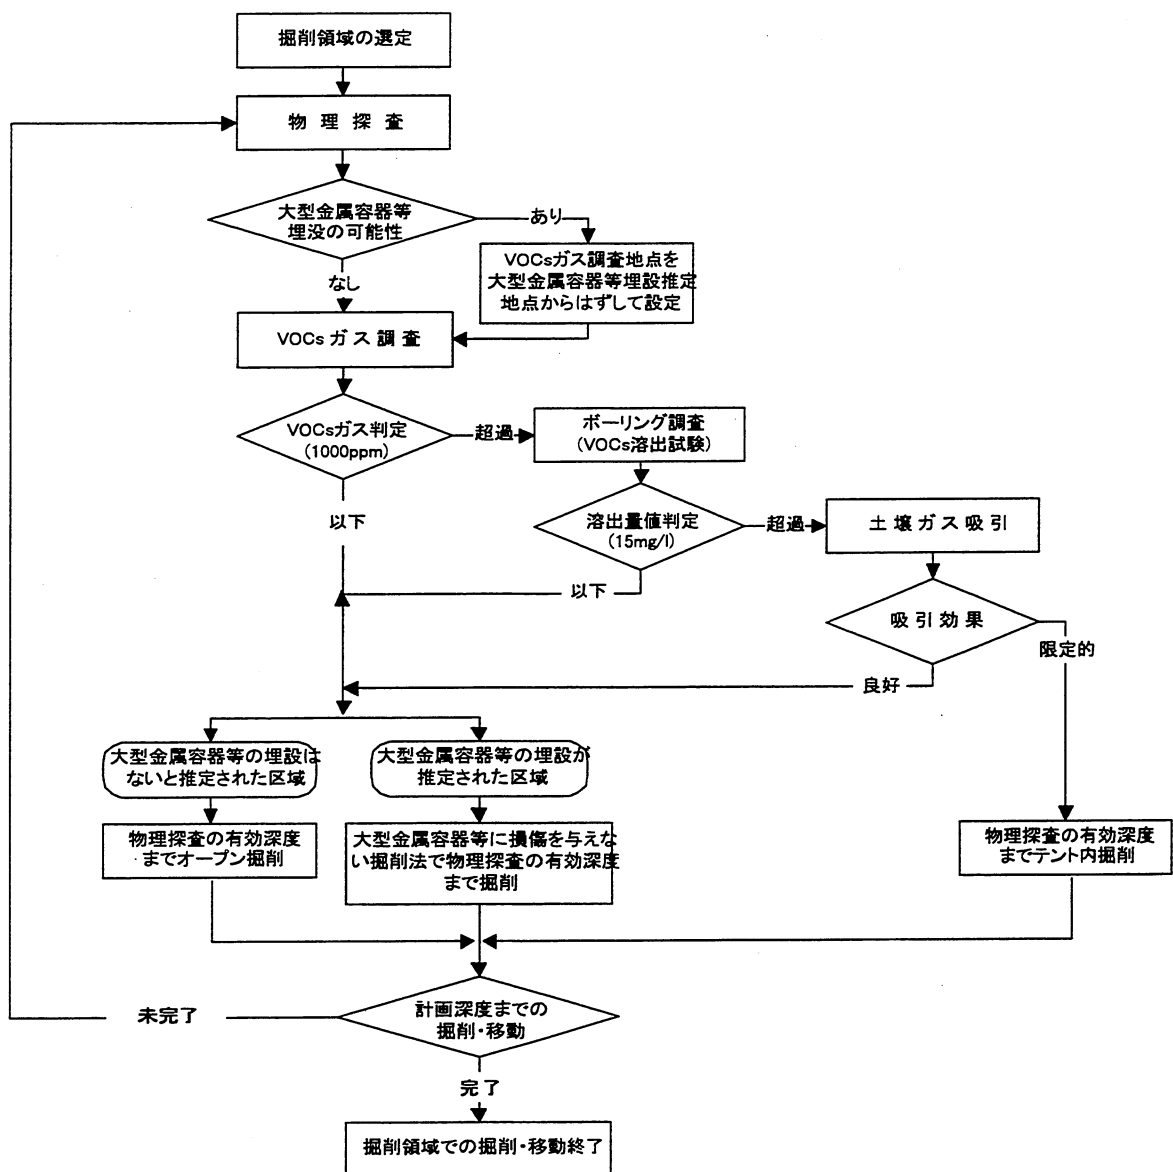 掘削領域の選定
物 理 探 査
大型金属容器等
埋没の可能性
あり
VOCsガス調査地点を
大型金属容器等埋設推定
地点からはずして設定
なし
VOCs ガ ス 調 査
VOCsガス判定
(1000ppm)
超過
ボーリング調査
(VOCs溶出試験)
以下
溶出量値判定
(15mg/l)
超過
土 壌 ガ ス 吸 引
以下
吸 引 効 果
限定的
良好
大型金属容器等の埋設は
ないと推定された区域
大型金属容器等の埋設が
推定された区域
物理探査の有効深度
までオープン掘削
大型金属容器等に損傷を与えな
い掘削法で物理探査の有効深度
まで掘削
物理探査の有効深度
までテント内掘削
計画深度までの
掘削・移動
未完了
完了
掘削領域での掘削・移動終了